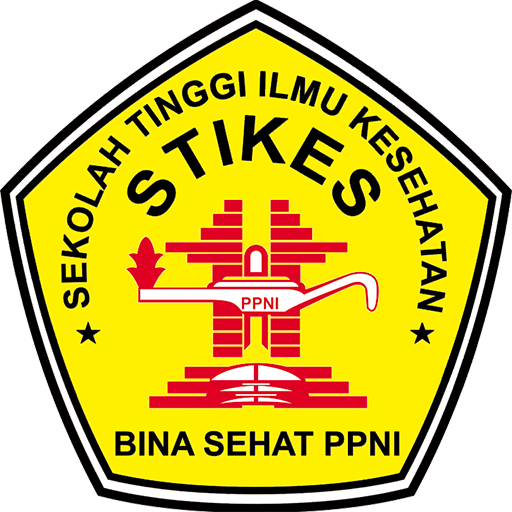 SEKOLAH TINGGI ILMU KESEHATAN
STIKES
PPNI
BINA SEHAT PPNI